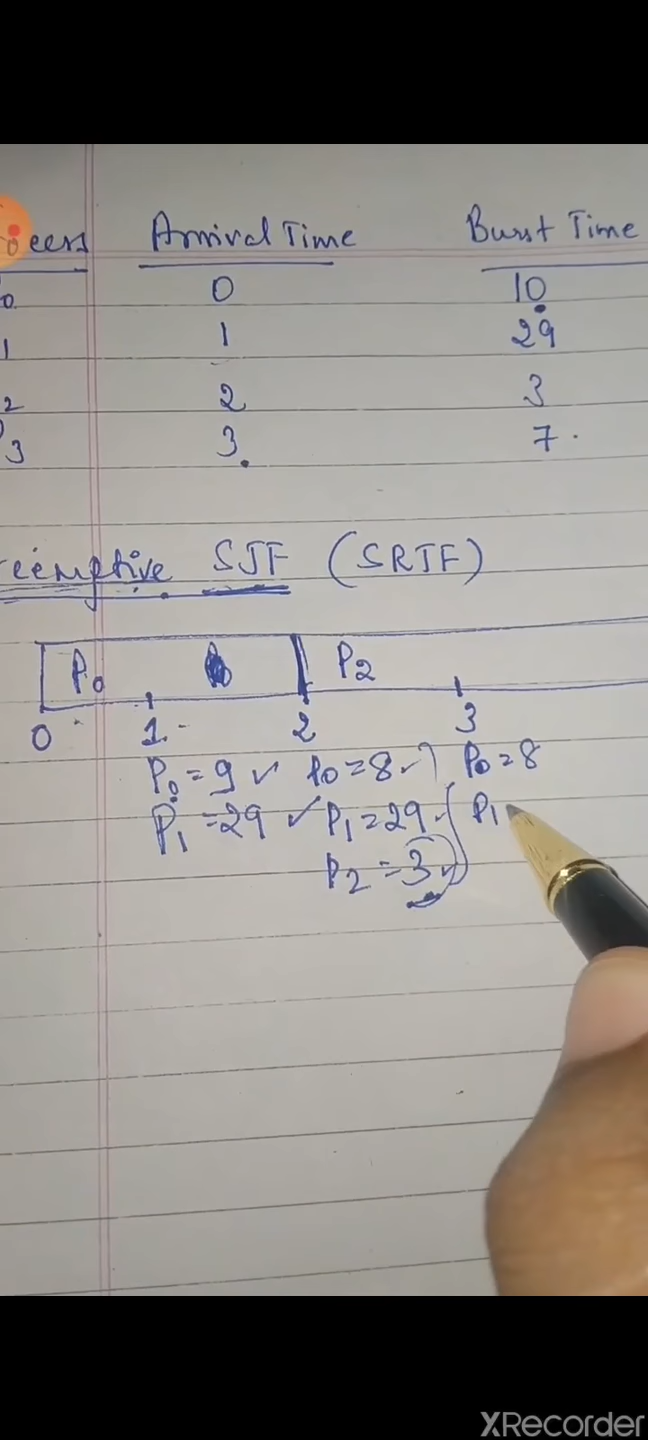 Arrival Time Burst Time
0 0 10
1 1 29
2 2 3
3 3 7
reemptive SJF (SRTF)
P0 P2
0 1 2 3
P0 = 9 P0 = 8 P0 = 8
P1 = 29 P1 = 29 P1
P2 = 3
XRecorder